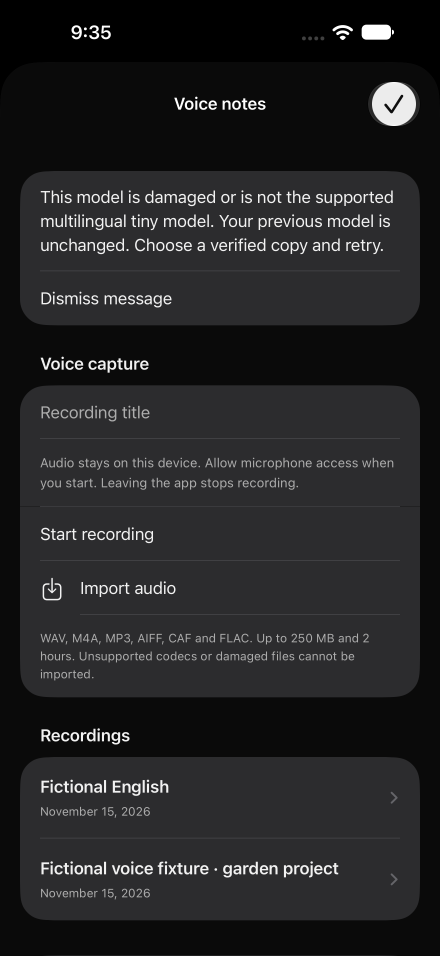 9:35
Voice notes
This model is damaged or is not the supported
multilingual tiny model. Your previous model is
unchanged. Choose a verified copy and retry.
Dismiss message
Voice capture
Recording title
Audio stays on this device. Allow microphone access when
you start. Leaving the app stops recording.
Start recording
Import audio
WAV, M4A, MP3, AIFF, CAF and FLAC. Up to 250 MB and 2
hours. Unsupported codecs or damaged files cannot be
imported.
Recordings
Fictional English
November 15, 2026
Fictional voice fixture · garden project
November 15, 2026